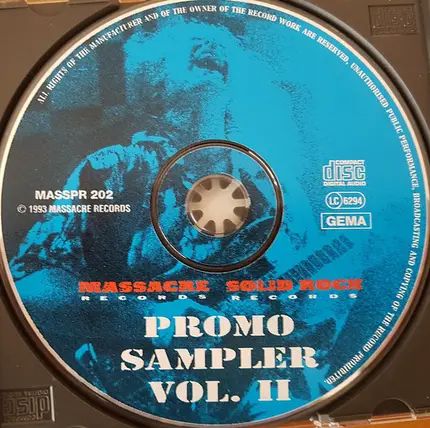 ALL RIGHTS OF THE MANUFACTURER AND OF THE OWNER OF THE RECORD WORK ARE RESERVED. UNAUTHORISED PUBLIC PERFORMANCE, BROADCASTING AND COPYING OF THE RECORD PROHIBITED.
MASSPR 202
© 1993 MASSACRE RECORDS
COMPACT
disc
DIGITAL AUDIO
LC 6294
GEMA
MASSACRE SOLID ROCK
RECORDS RECORDS
PROMO
SAMPLER
VOL. II
disc